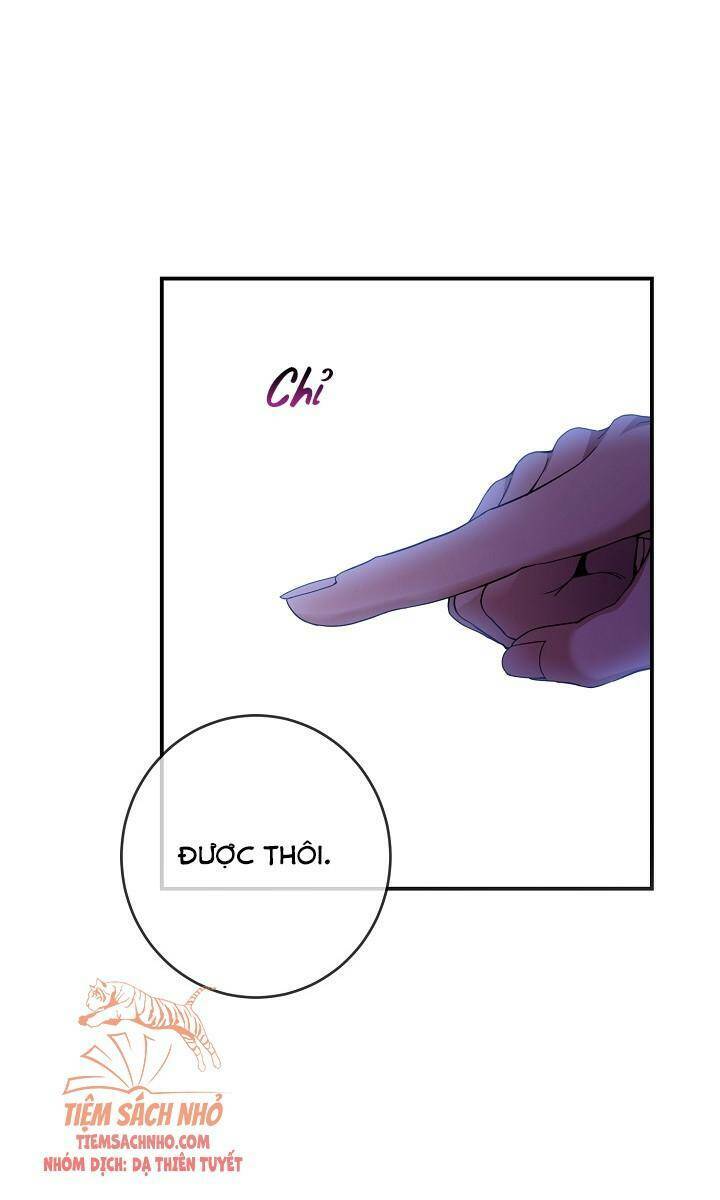 Chỉ
ĐƯỢC THÔI.
TIỆM SÁCH NHỎ
TIEMSACHNHO.COM
NHÓM DỊCH: DẠ THIÊN TUYẾT